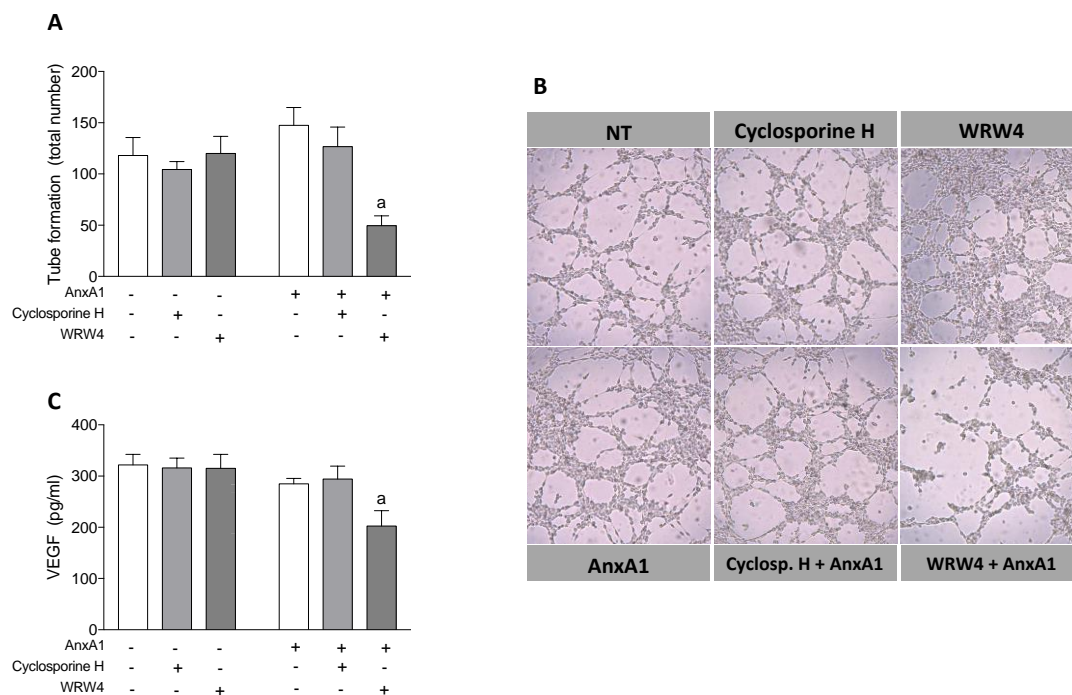 A
Tube formation (total number)
200
150
100
50
0
a
AnxA1 - - - + + +
Cyclosporine H - + - - + -
WRW4 - - + - - +
B
NT Cyclosporine H WRW4
AnxA1 Cyclosp. H + AnxA1 WRW4 + AnxA1
C
VEGF (pg/ml)
400
300
200
100
0
a
AnxA1 - - - + + +
Cyclosporine H - + - - + -
WRW4 - - + - - +